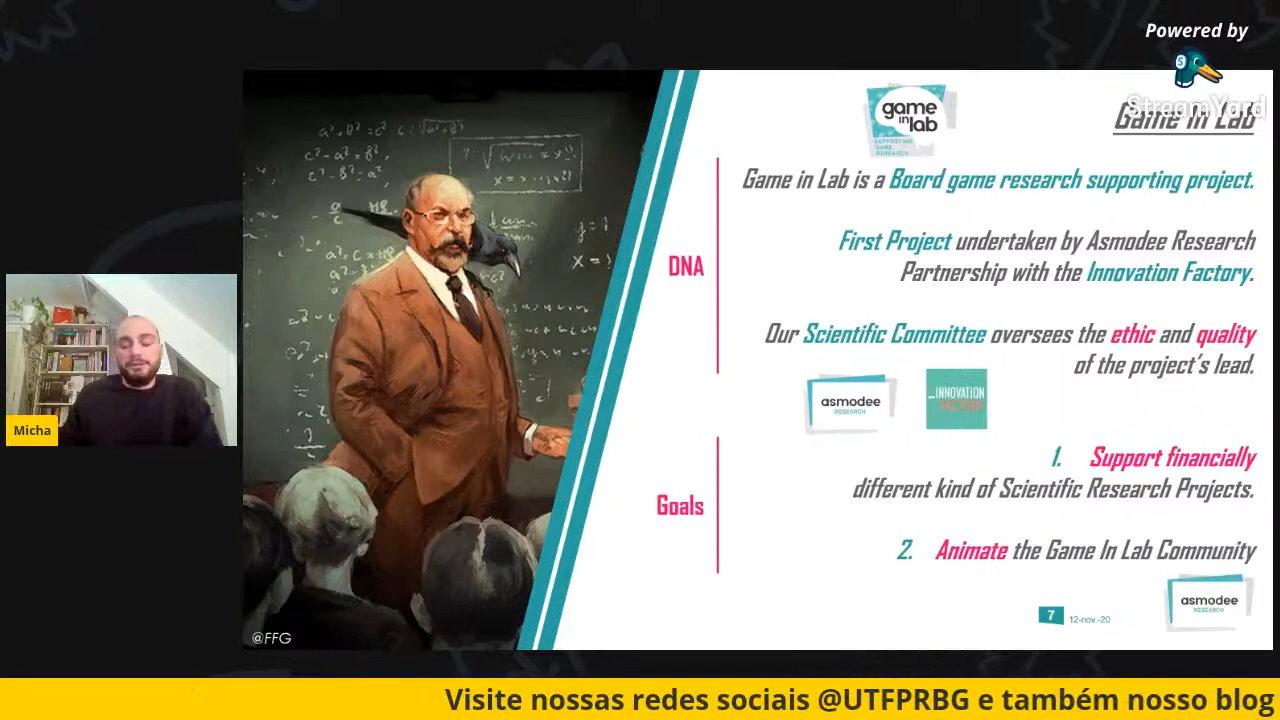 Powered by
StreamYard
game
in
lab
SUPPORTING
GAME
RESEARCH
Game In Lab
Game in Lab is a Board game research supporting project.
First Project undertaken by Asmodee Research
Partnership with the Innovation Factory.
DNA
Our Scientific Committee oversees the ethic and quality
of the project's lead.
asmodee
RESEARCH
INNOVATION
FACTORY
1. Support financially
different kind of Scientific Research Projects.
Goals
2. Animate the Game In Lab Community
asmodee
RESEARCH
7
12-nov.-20
@FFG
Micha
Visite nossas redes sociais @UTFPRBG e também nosso blog